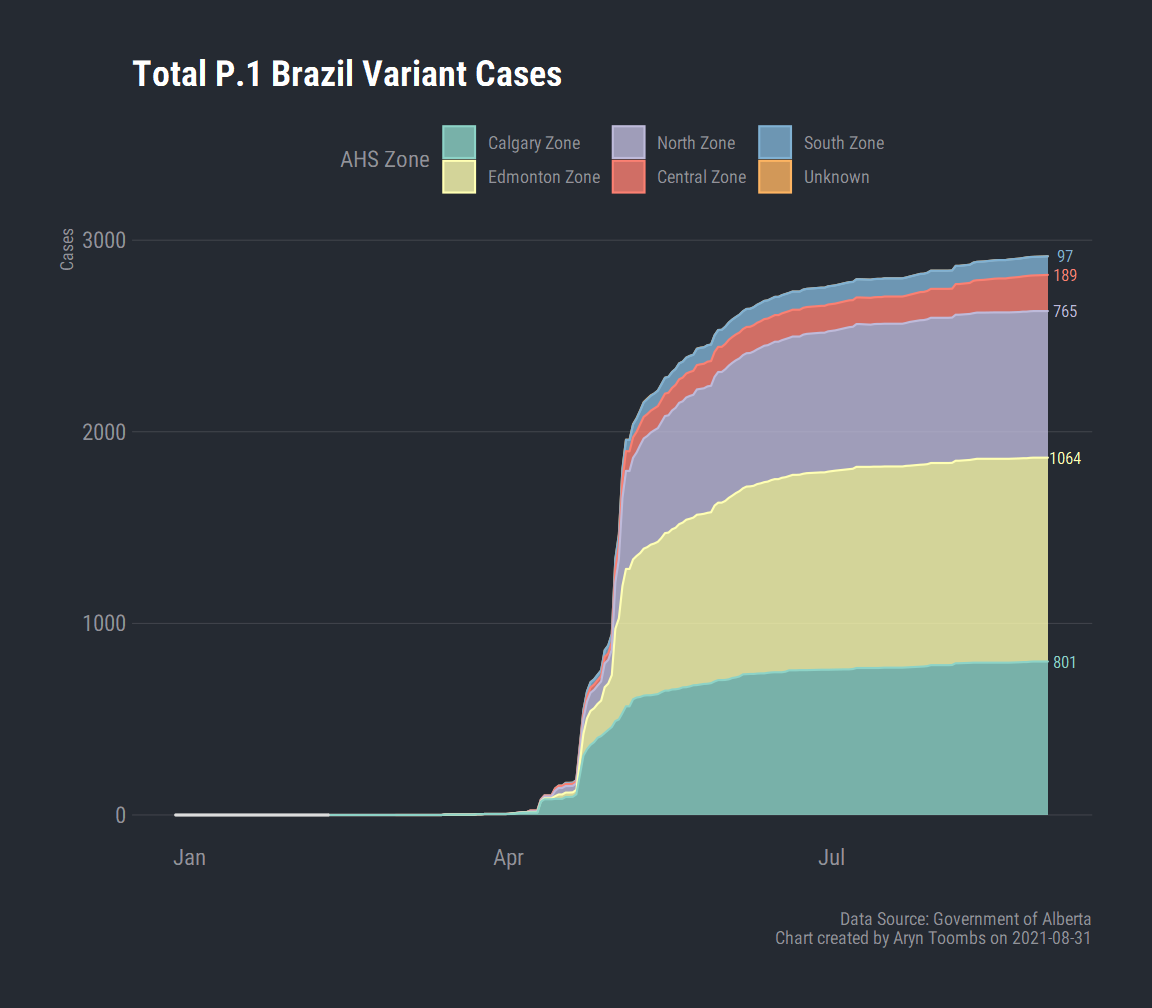 Total P.1 Brazil Variant Cases
AHS Zone
Calgary Zone
North Zone
South Zone
Edmonton Zone
Central Zone
Unknown
Cases
3000
2000
1000
0
97
189
765
1064
801
Jan
Apr
Jul
Data Source: Government of Alberta
Chart created by Aryn Toombs on 2021-08-31